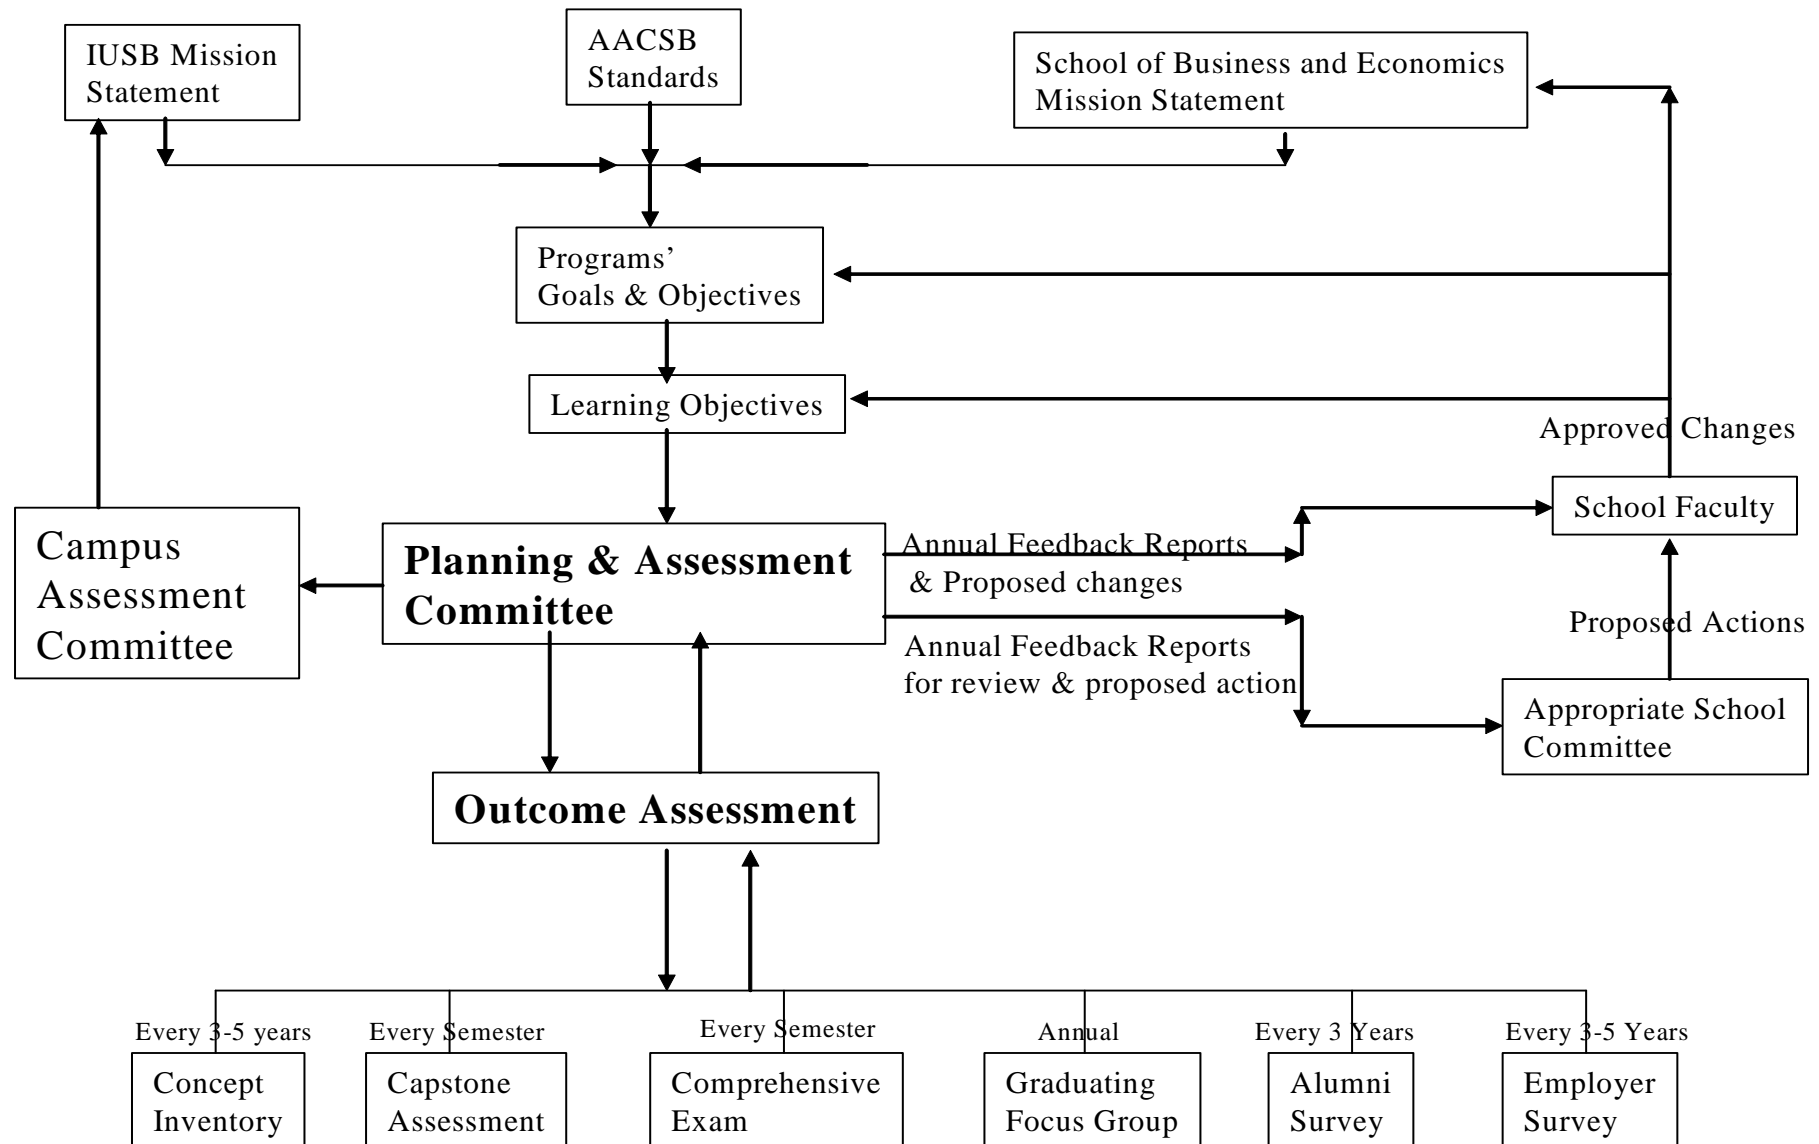 IUSB Mission
Statement
AACSB
Standards
School of Business and Economics
Mission Statement
Programs’
Goals & Objectives
Learning Objectives
Approved Changes
School Faculty
Campus
Assessment
Committee
Planning & Assessment
Committee
Annual Feedback Reports
& Proposed changes
Annual Feedback Reports
for review & proposed action
Proposed Actions
Appropriate School
Committee
Outcome Assessment
Every 3-5 years
Concept
Inventory
Every Semester
Capstone
Assessment
Every Semester
Comprehensive
Exam
Annual
Graduating
Focus Group
Every 3 Years
Alumni
Survey
Every 3-5 Years
Employer
Survey